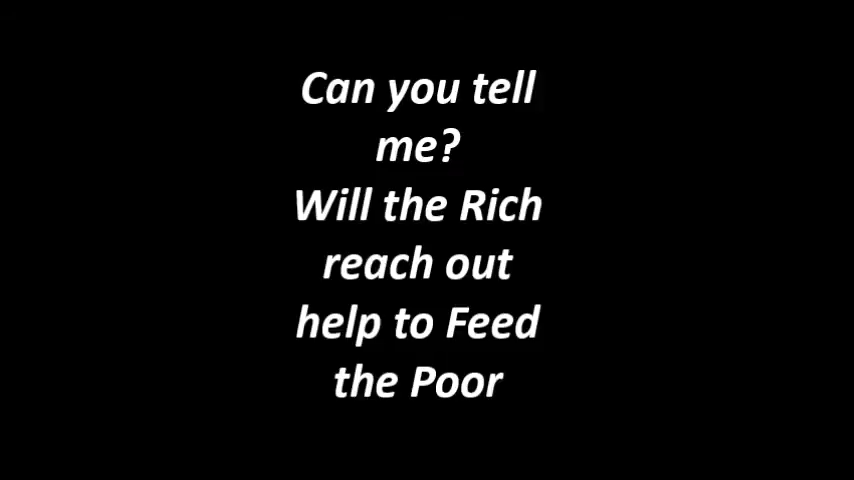 Can you tell
me?
Will the Rich
reach out
help to Feed
the Poor